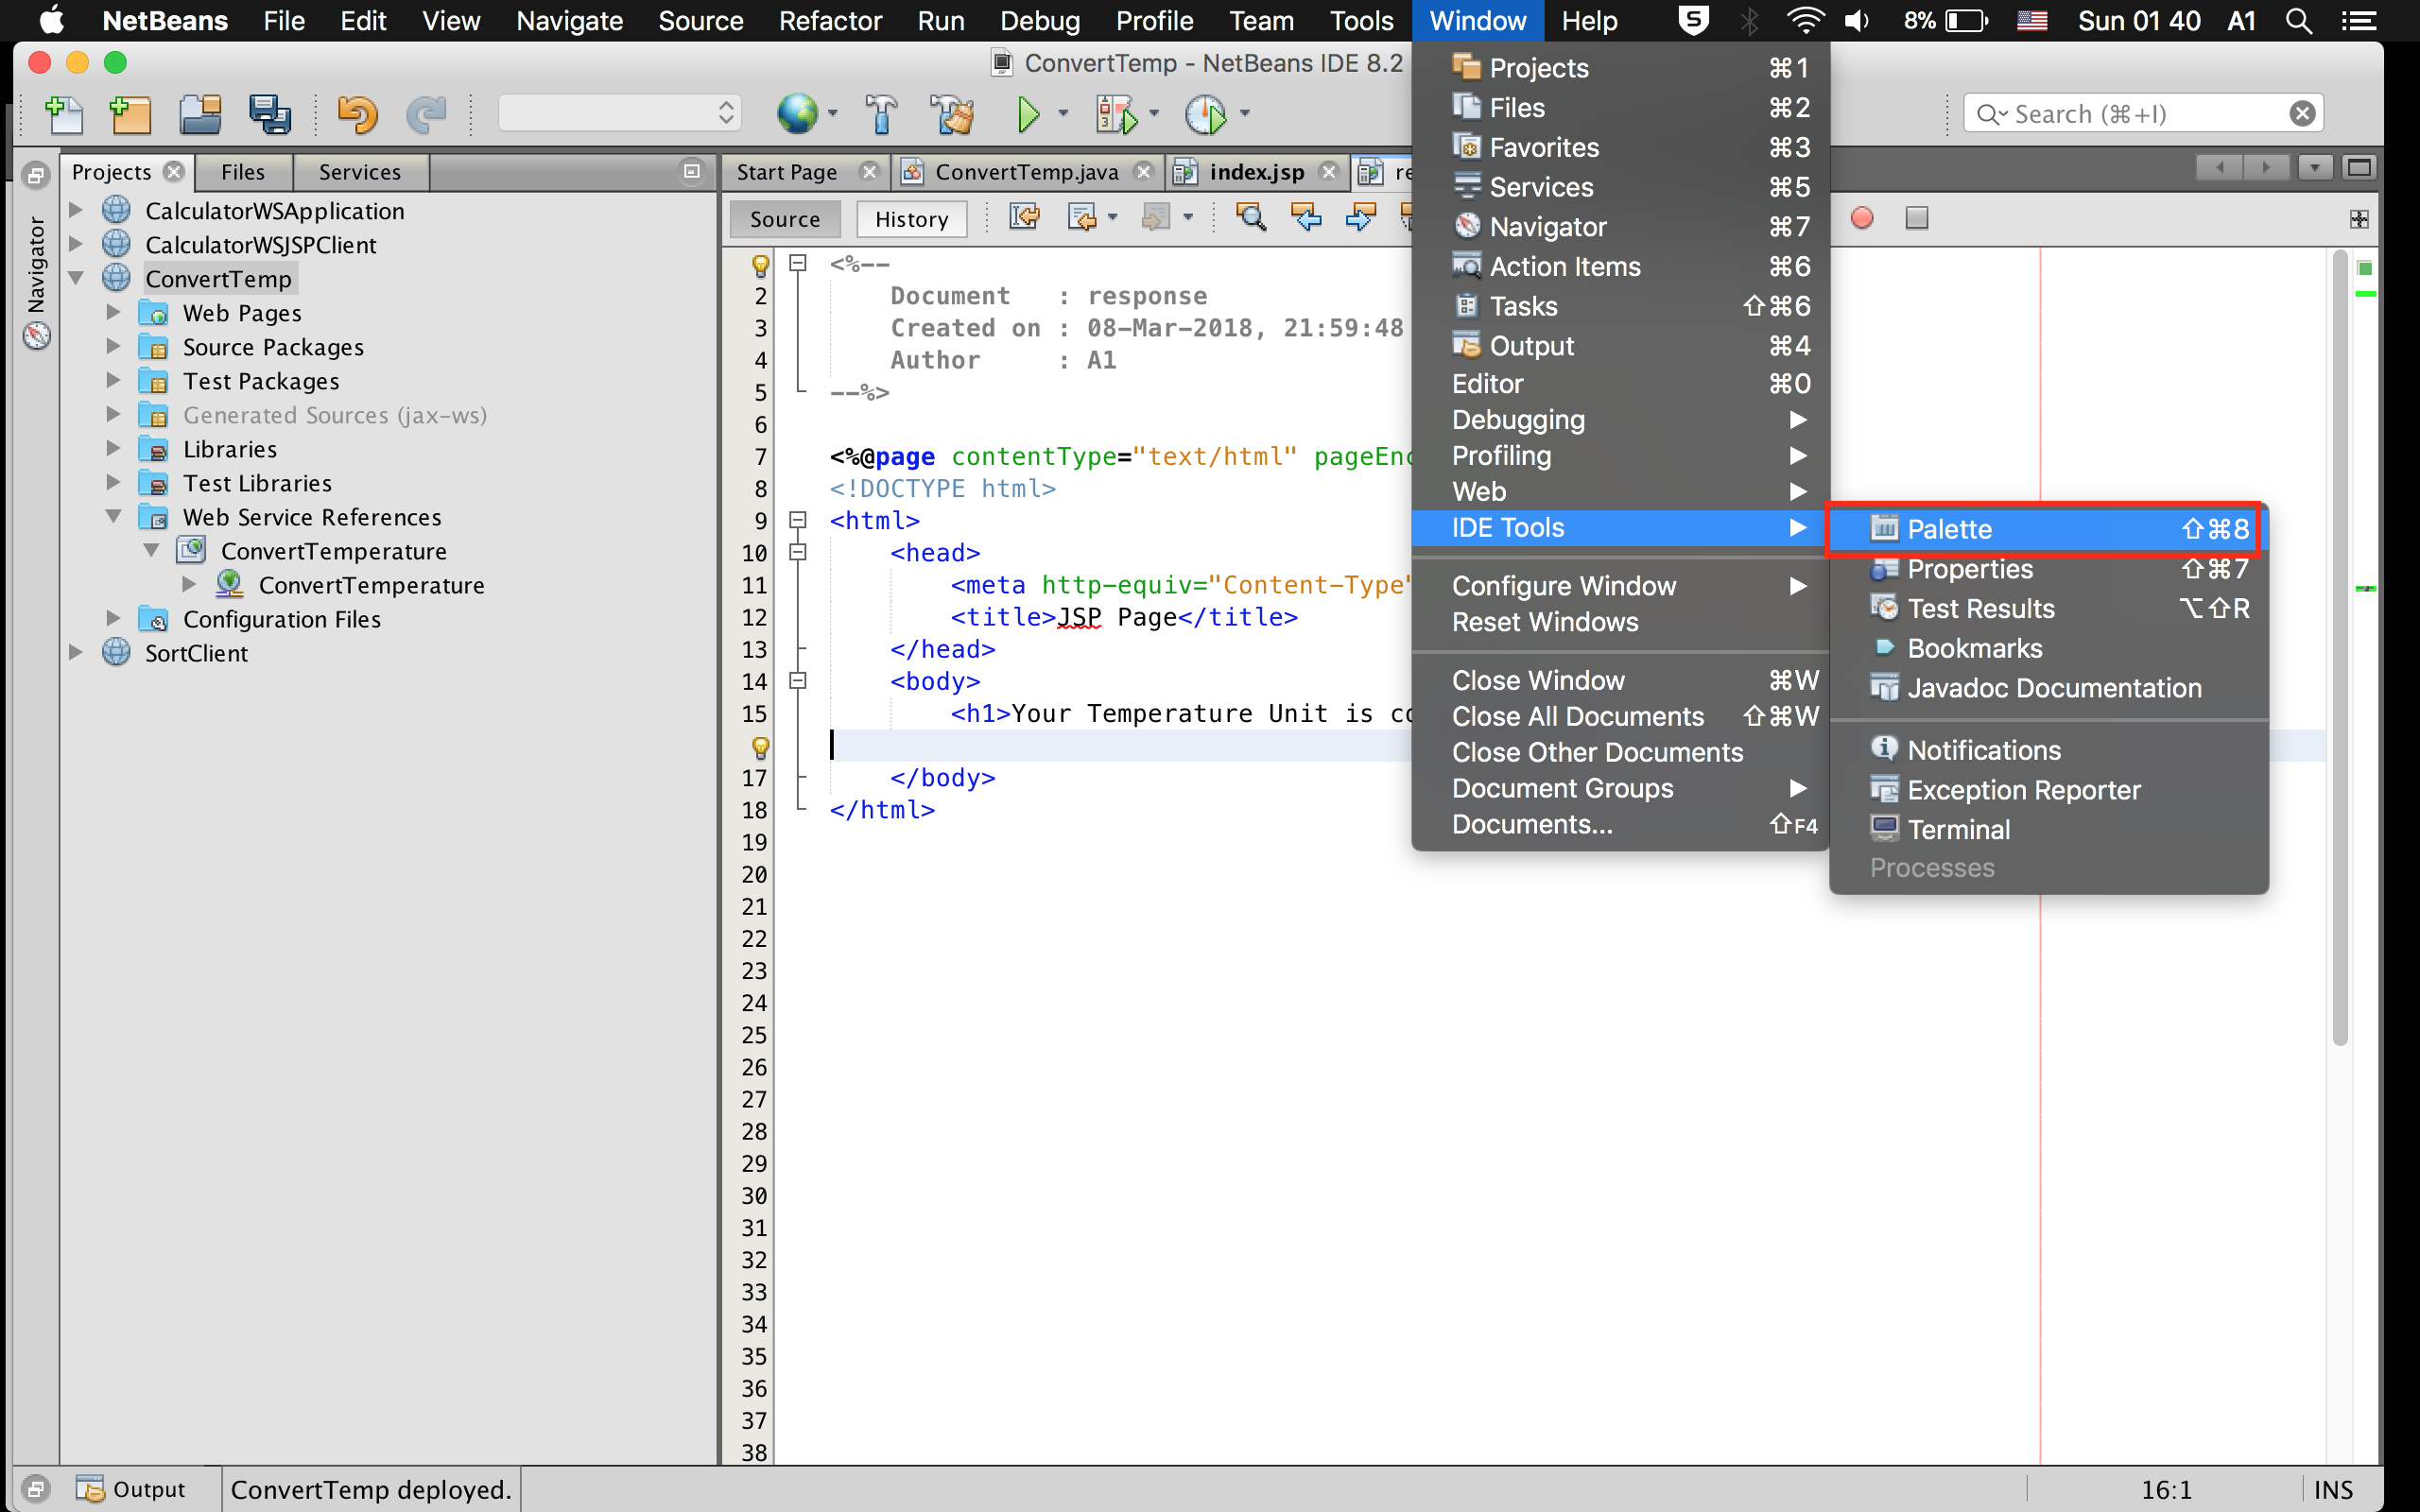 NetBeans File Edit View Navigate Source Refactor Run Debug Profile Team Tools Window Help 8% Sun 01 40 A1
ConvertTemp - NetBeans IDE 8.2
Search (⌘+I)
Projects Files Services
Start Page ConvertTemp.java index.jsp re
Source History
Navigator
CalculatorWSApplication
CalculatorWSJSPClient
ConvertTemp
Web Pages
Source Packages
Test Packages
Generated Sources (jax-ws)
Libraries
Test Libraries
Web Service References
ConvertTemperature
ConvertTemperature
Configuration Files
SortClient
<%--
2 Document : response
3 Created on : 08-Mar-2018, 21:59:48
4 Author : A1
5 --%>
6
7 <%@page contentType="text/html" pageEnc
8 <!DOCTYPE html>
9 <html>
10 <head>
11 <meta http-equiv="Content-Type"
12 <title>JSP Page</title>
13 </head>
14 <body>
15 <h1>Your Temperature Unit is co
17 </body>
18 </html>
19
20
21
22
23
24
25
26
27
28
29
30
31
32
33
34
35
36
37
38
Projects ⌘1
Files ⌘2
Favorites ⌘3
Services ⌘5
Navigator ⌘7
Action Items ⌘6
Tasks ⇧⌘6
Output ⌘4
Editor ⌘0
Debugging
Profiling
Web
IDE Tools
Configure Window
Reset Windows
Close Window ⌘W
Close All Documents ⇧⌘W
Close Other Documents
Document Groups
Documents... ⇧F4
Palette ⇧⌘8
Properties ⇧⌘7
Test Results ⌥⇧R
Bookmarks
Javadoc Documentation
Notifications
Exception Reporter
Terminal
Processes
Output ConvertTemp deployed. 16:1 INS